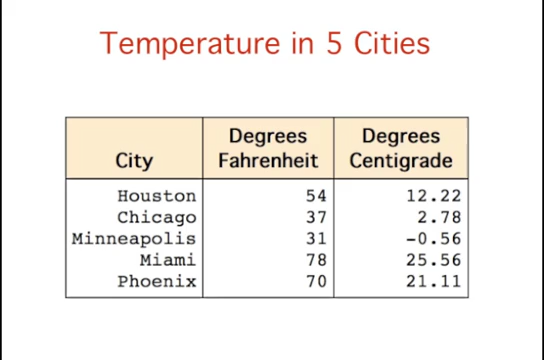 Temperature in 5 Cities
City Degrees Fahrenheit Degrees Centigrade
Houston 54 12.22
Chicago 37 2.78
Minneapolis 31 -0.56
Miami 78 25.56
Phoenix 70 21.11